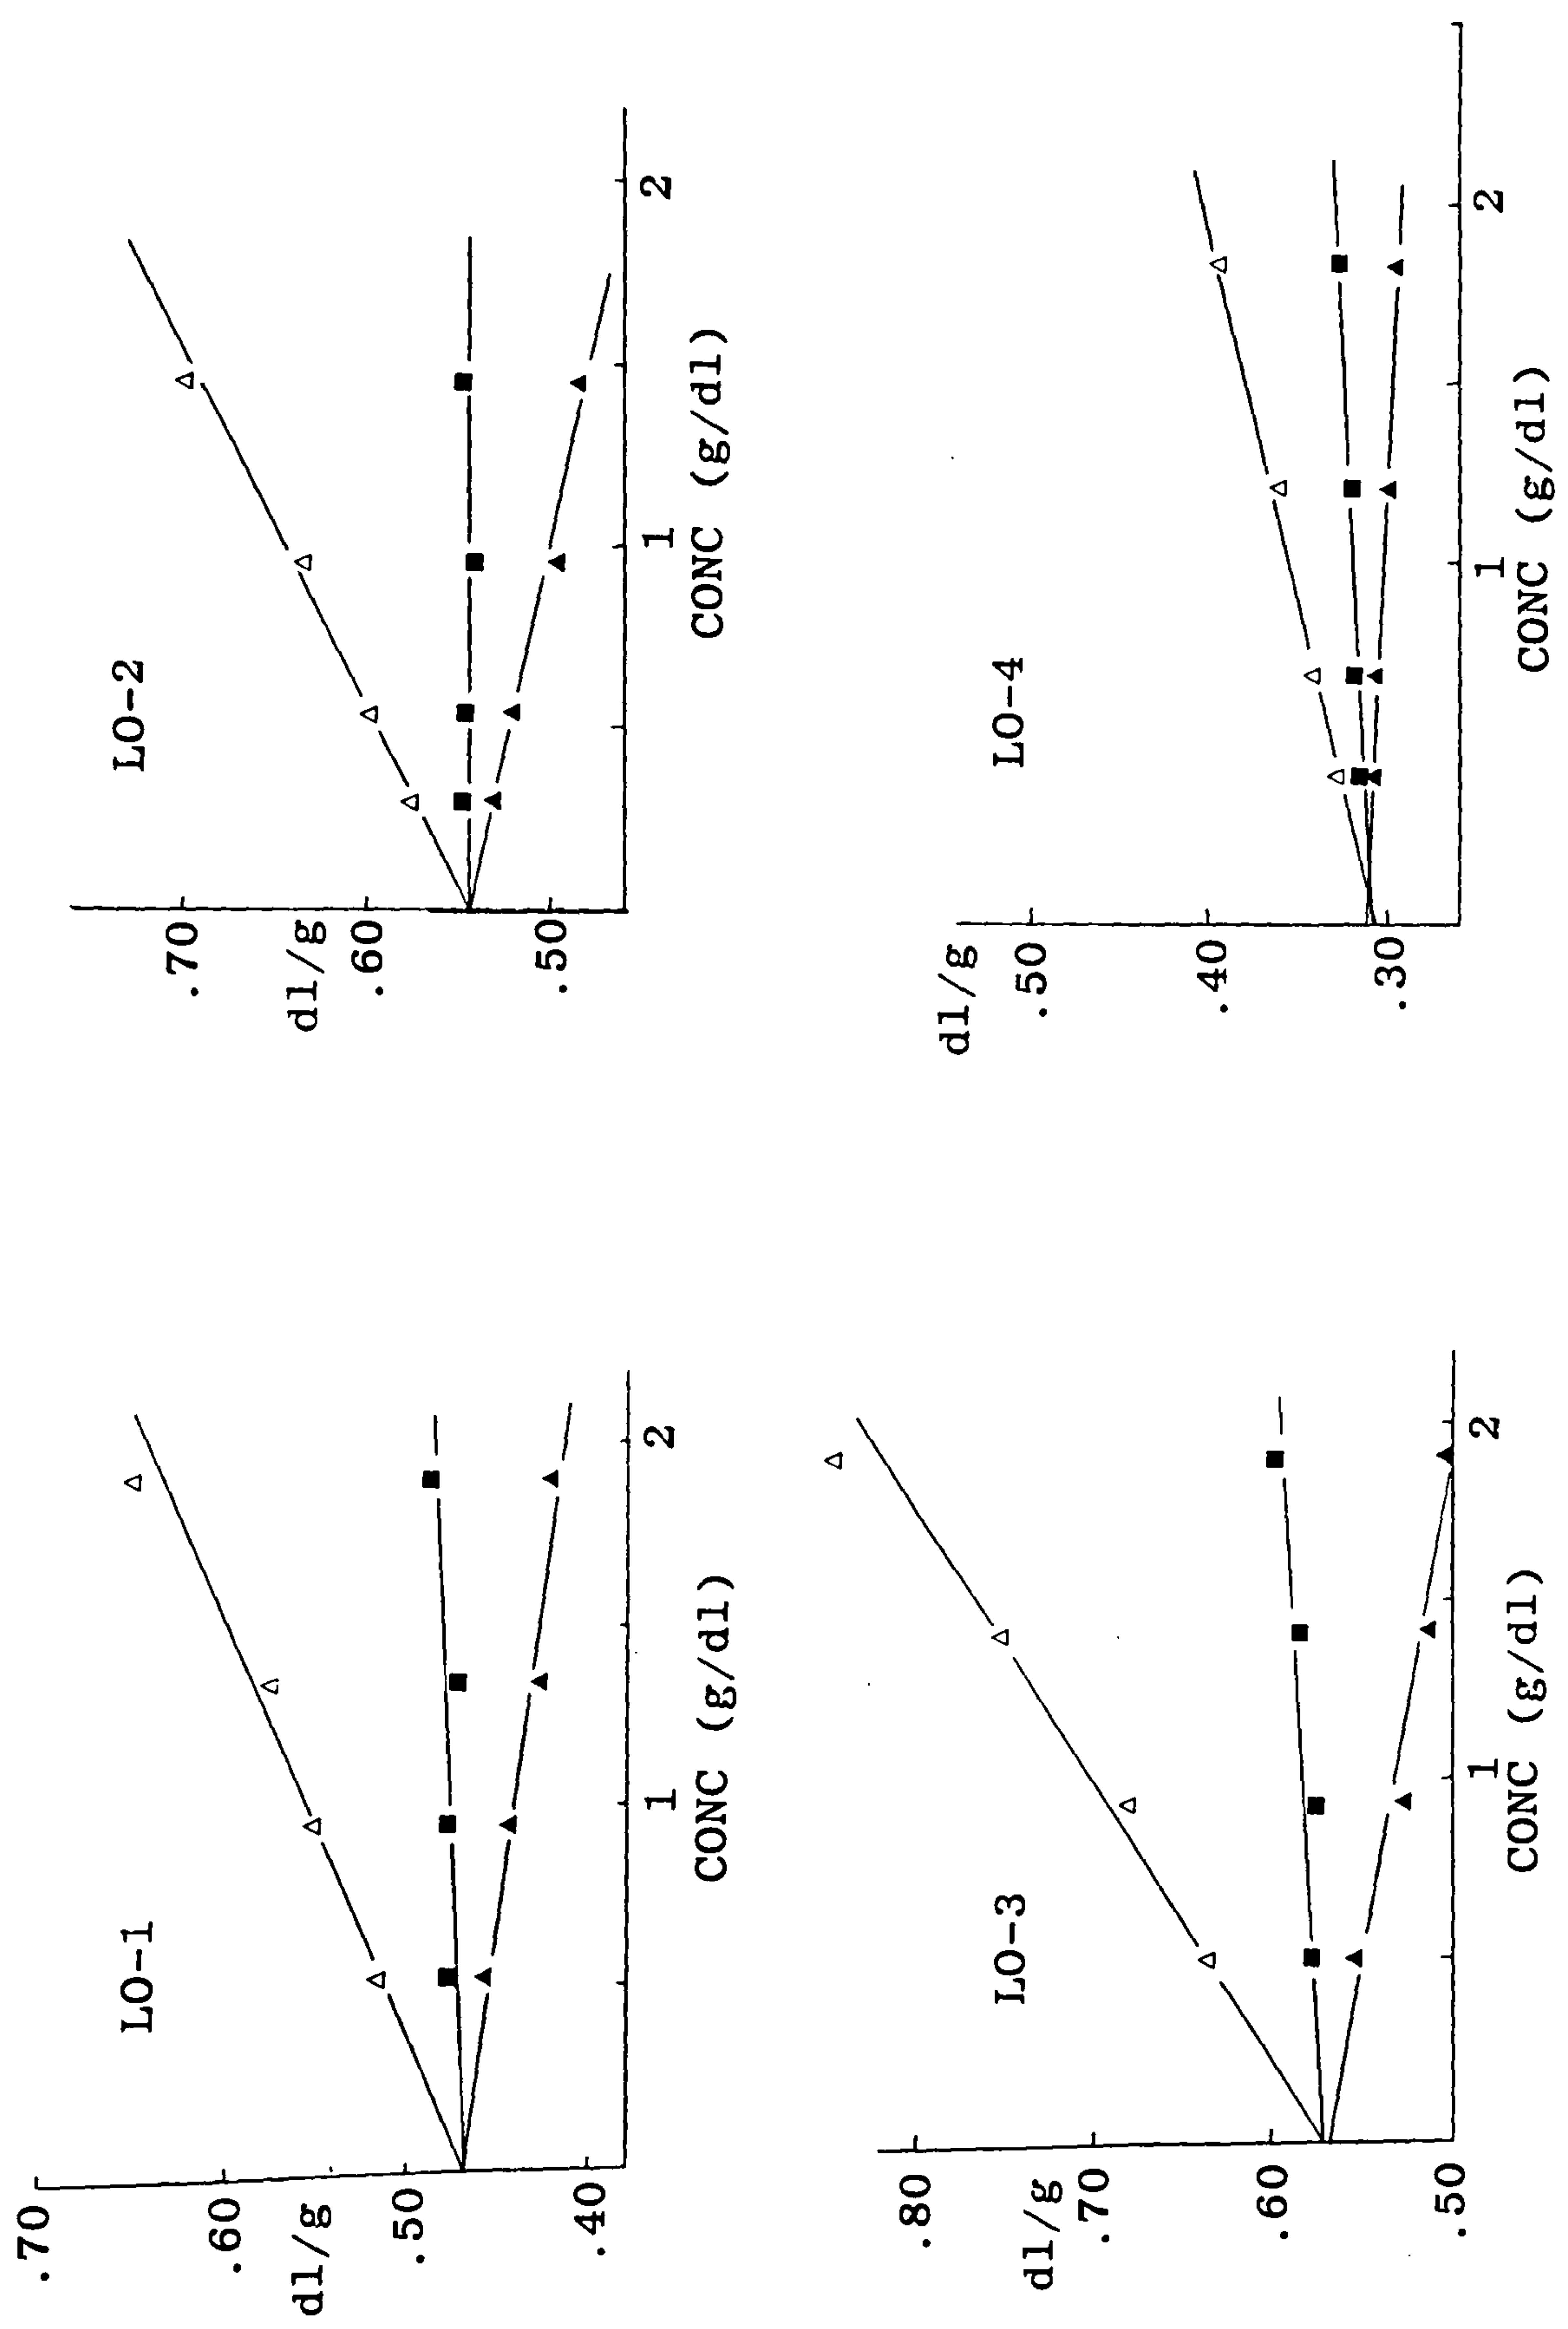 LO-1
.70
.60
dl/g
.50
.40
1
2
CONC (g/dl)
LO-2
.70
dl/g
.60
.50
1
2
CONC (g/dl)
LO-3
.80
dl/g
.70
.60
.50
1
2
CONC (g/dl)
LO-4
dl/g
.50
.40
.30
1
2
CONC (g/dl)